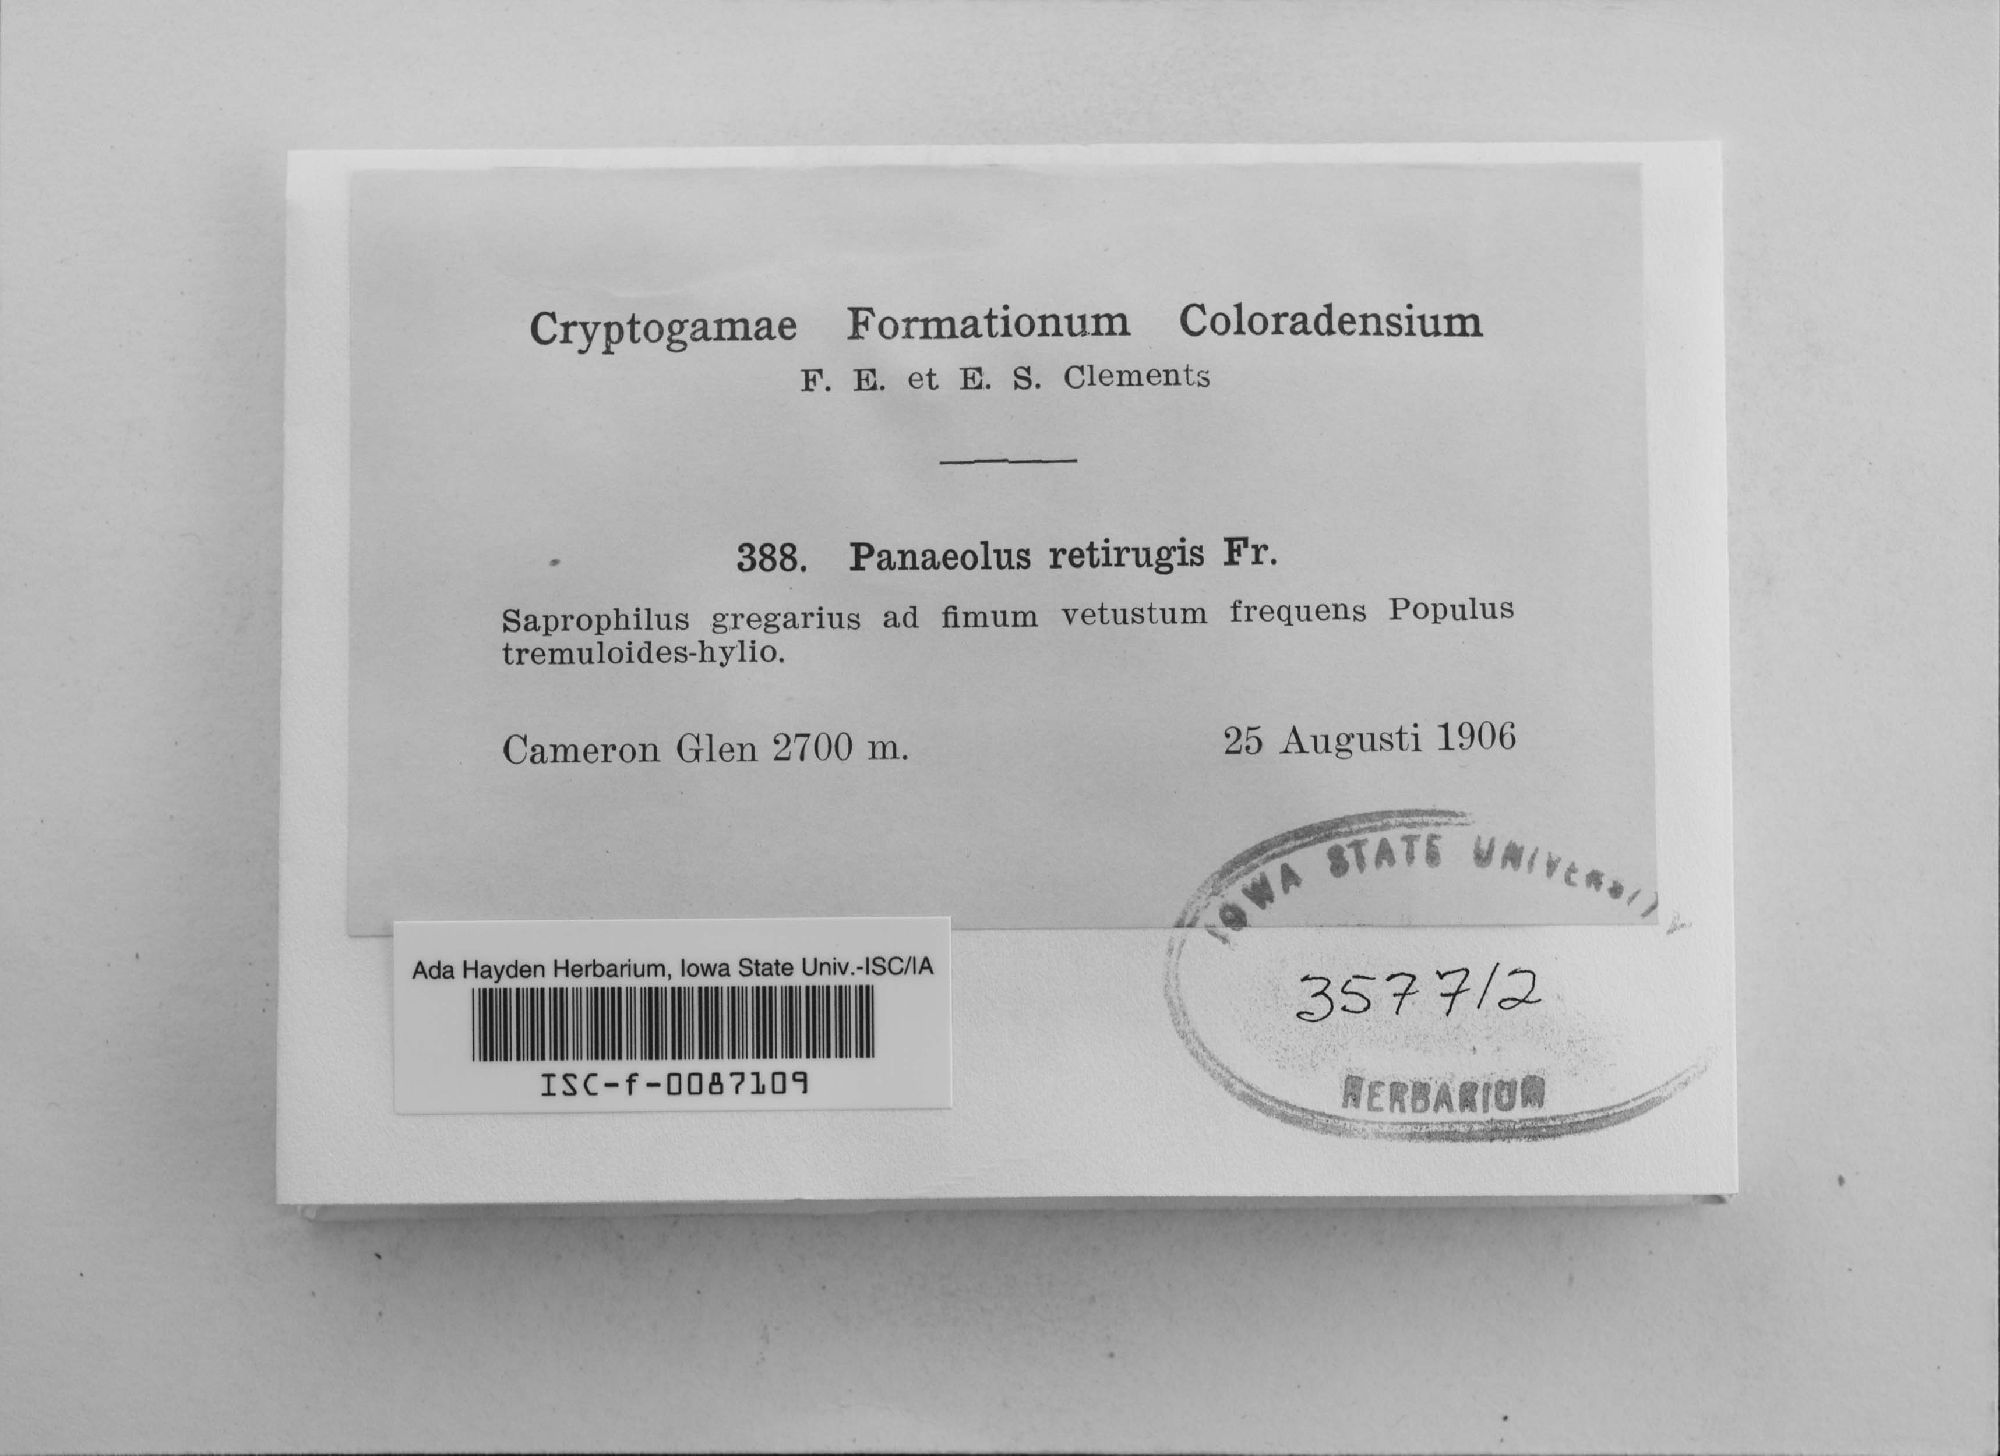 Cryptogamae Formationum Coloradensium
F. E. et E. S. Clements
388. Panaeolus retirugis Fr.
Saprophilus gregarius ad fimum vetustum frequens Populus
tremuloides-hylio.
Cameron Glen 2700 m.
25 Augusti 1906
IOWA STATE UNIVERSITY
357712
HERBARIUM
Ada Hayden Herbarium, Iowa State Univ.-ISC/IA
ISC-f-0087109